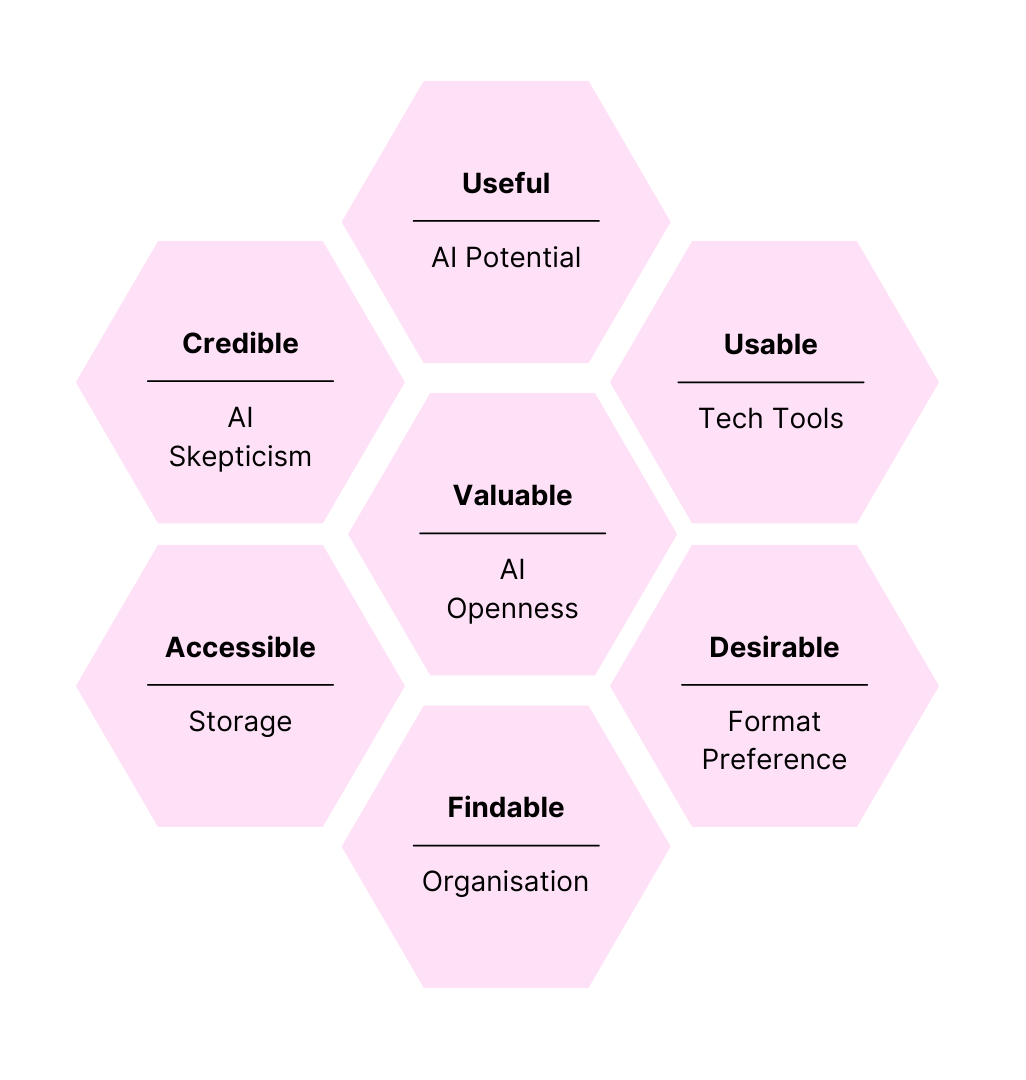 Useful
AI Potential
Credible
AI
Skepticism
Usable
Tech Tools
Valuable
AI
Openness
Accessible
Storage
Desirable
Format
Preference
Findable
Organisation